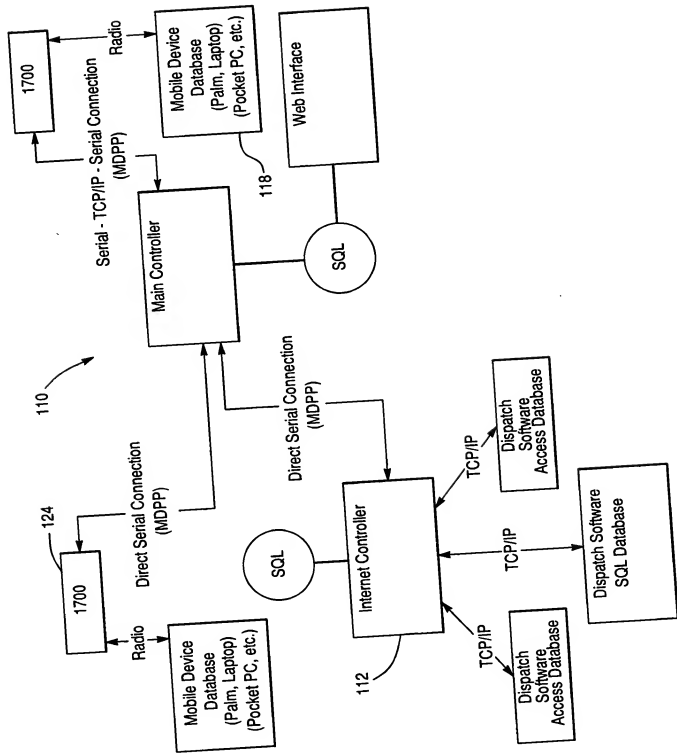 110
124
1700
Radio
Mobile Device
Database
(Palm, Laptop)
(Pocket PC, etc.)
Direct Serial Connection
(MDPP)
Main Controller
Serial - TCP/IP - Serial Connection
(MDPP)
1700
Radio
Mobile Device
Database
(Palm, Laptop)
(Pocket PC, etc.)
118
SQL
Web Interface
Direct Serial Connection
(MDPP)
SQL
Internet Controller
112
TCP/IP
Dispatch
Software
Access Database
TCP/IP
Dispatch Software
SQL Database
TCP/IP
Dispatch
Software
Access Database